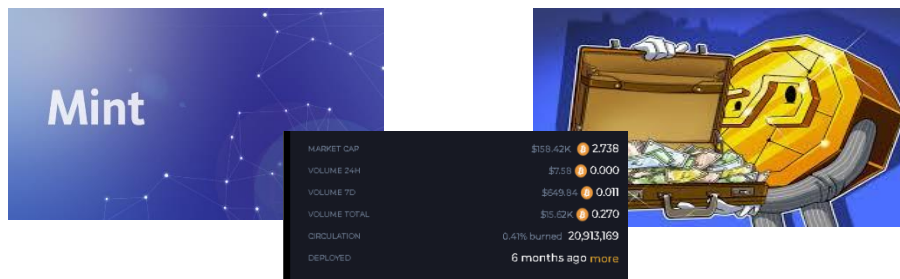 Mint
MARKET CAP $158.42K 2.738
VOLUME 24H $7.58 0.000
VOLUME 7D $649.84 0.011
VOLUME TOTAL $15.62K 0.270
CIRCULATION 0.41% burned 20,913,169
DEPLOYED 6 months ago more